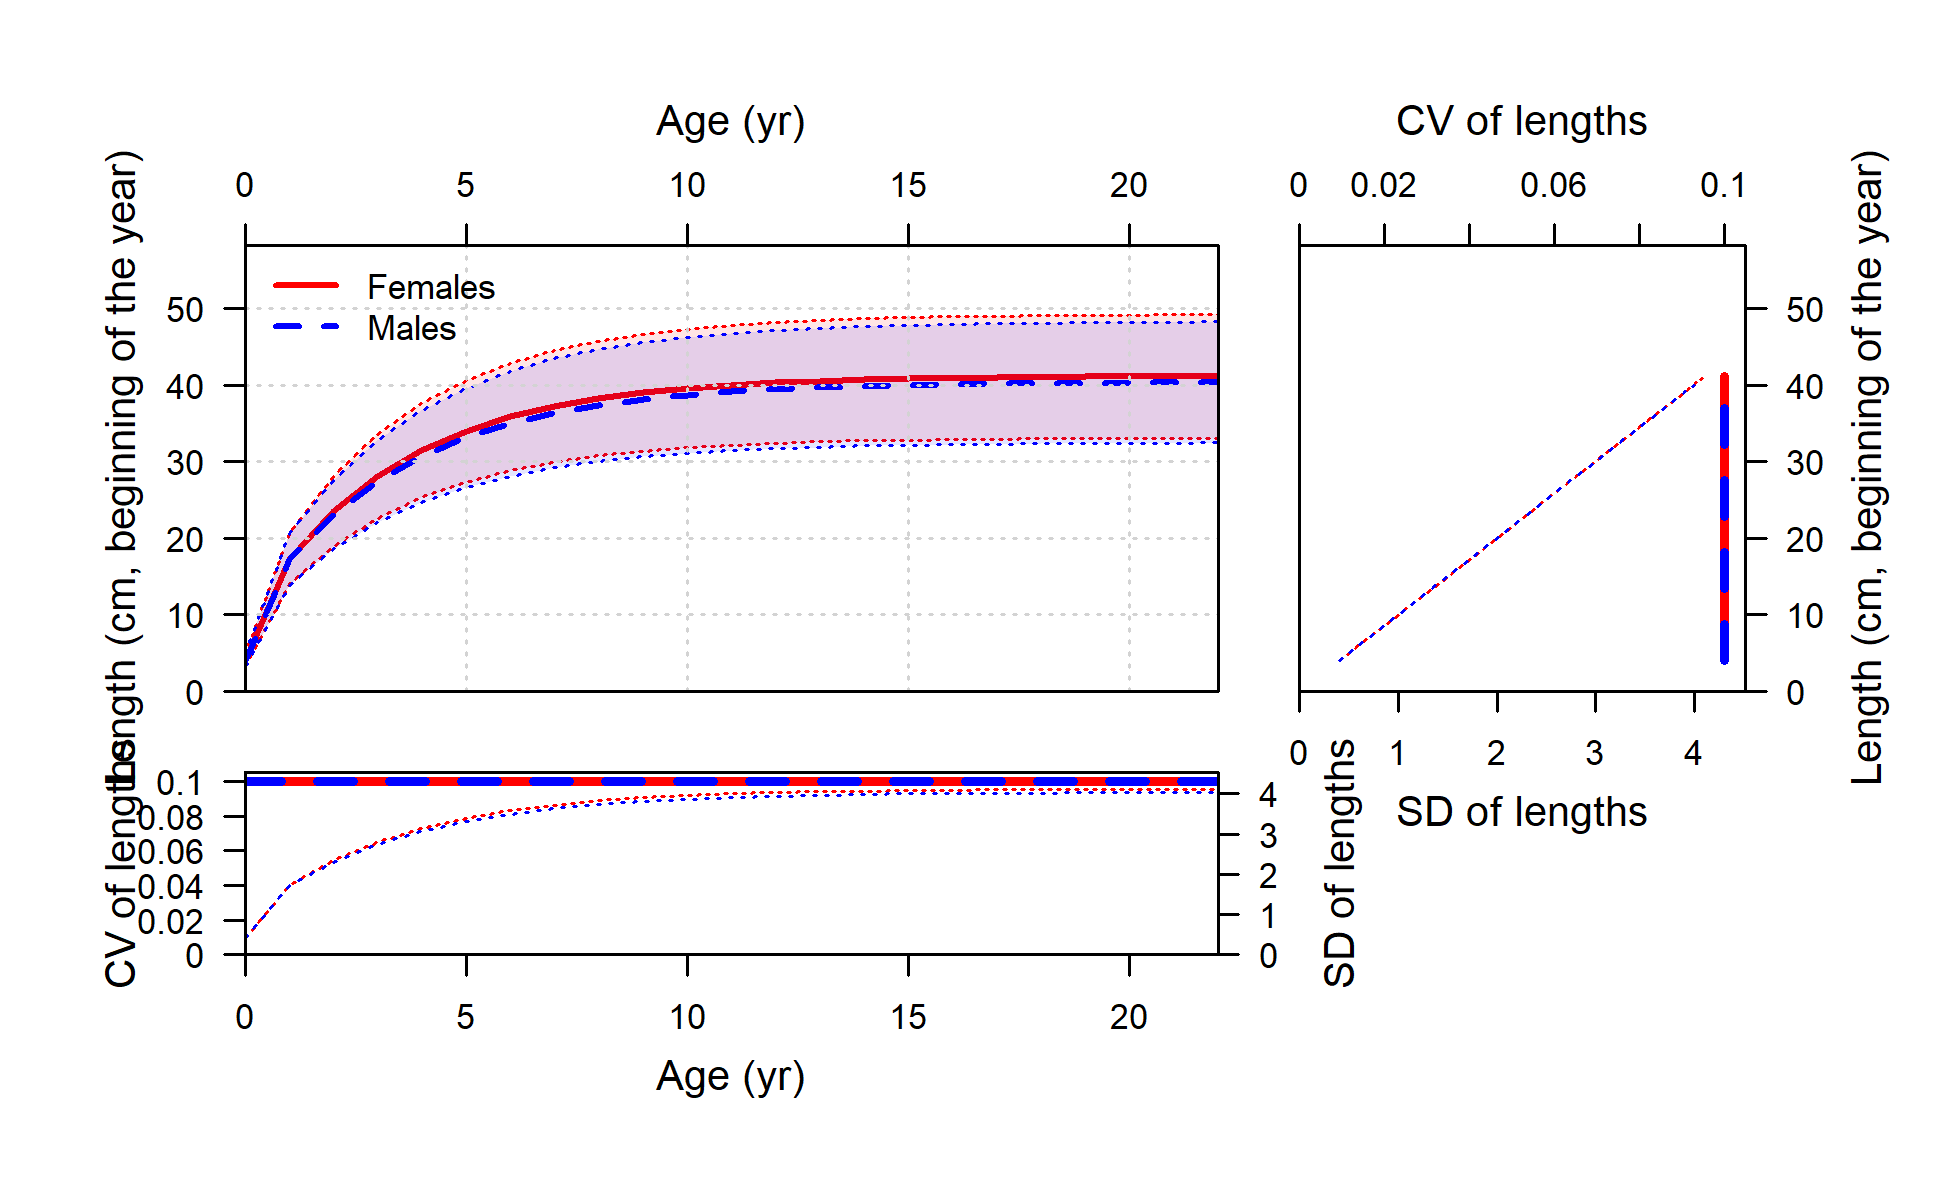 Age (yr)
CV of lengths
0 5 10 15 20
0 0.02 0.06 0.1
Length (cm, beginning of the year)
50
40
30
20
10
0
Females
Males
50
40
30
20
10
0
Length (cm, beginning of the year)
0 1 2 3 4
SD of lengths
CV of lengths
0.1
0.08
0.06
0.04
0.02
0
4
3
2
1
0
SD of lengths
0 5 10 15 20
Age (yr)